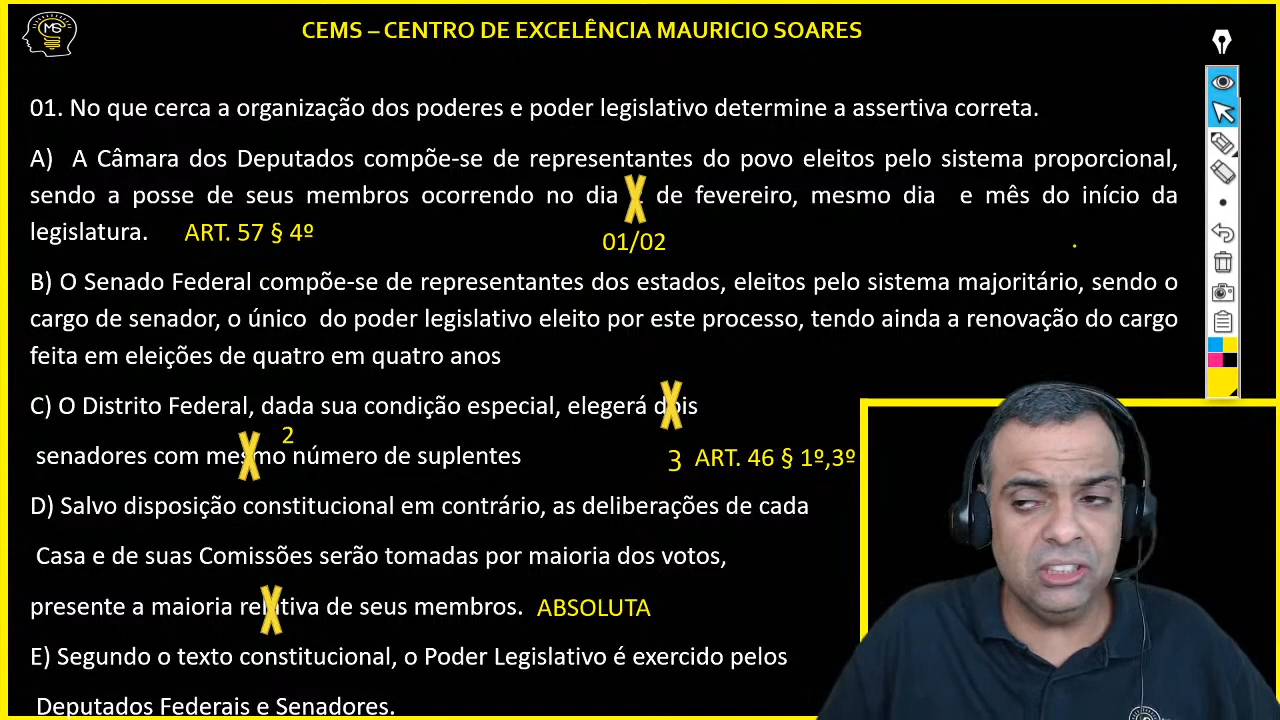 CEMS – CENTRO DE EXCELÊNCIA MAURICIO SOARES
01. No que cerca a organização dos poderes e poder legislativo determine a assertiva correta.
A) A Câmara dos Deputados compõe-se de representantes do povo eleitos pelo sistema proporcional,
sendo a posse de seus membros ocorrendo no dia X de fevereiro, mesmo dia e mês do início da
legislatura. ART. 57 § 4º 01/02
B) O Senado Federal compõe-se de representantes dos estados, eleitos pelo sistema majoritário, sendo o
cargo de senador, o único do poder legislativo eleito por este processo, tendo ainda a renovação do cargo
feita em eleições de quatro em quatro anos
C) O Distrito Federal, dada sua condição especial, elegerá dois
2
senadores com mesmo número de suplentes 3 ART. 46 § 1º,3º
D) Salvo disposição constitucional em contrário, as deliberações de cada
Casa e de suas Comissões serão tomadas por maioria dos votos,
presente a maioria relativa de seus membros. ABSOLUTA
E) Segundo o texto constitucional, o Poder Legislativo é exercido pelos
Deputados Federais e Senadores.